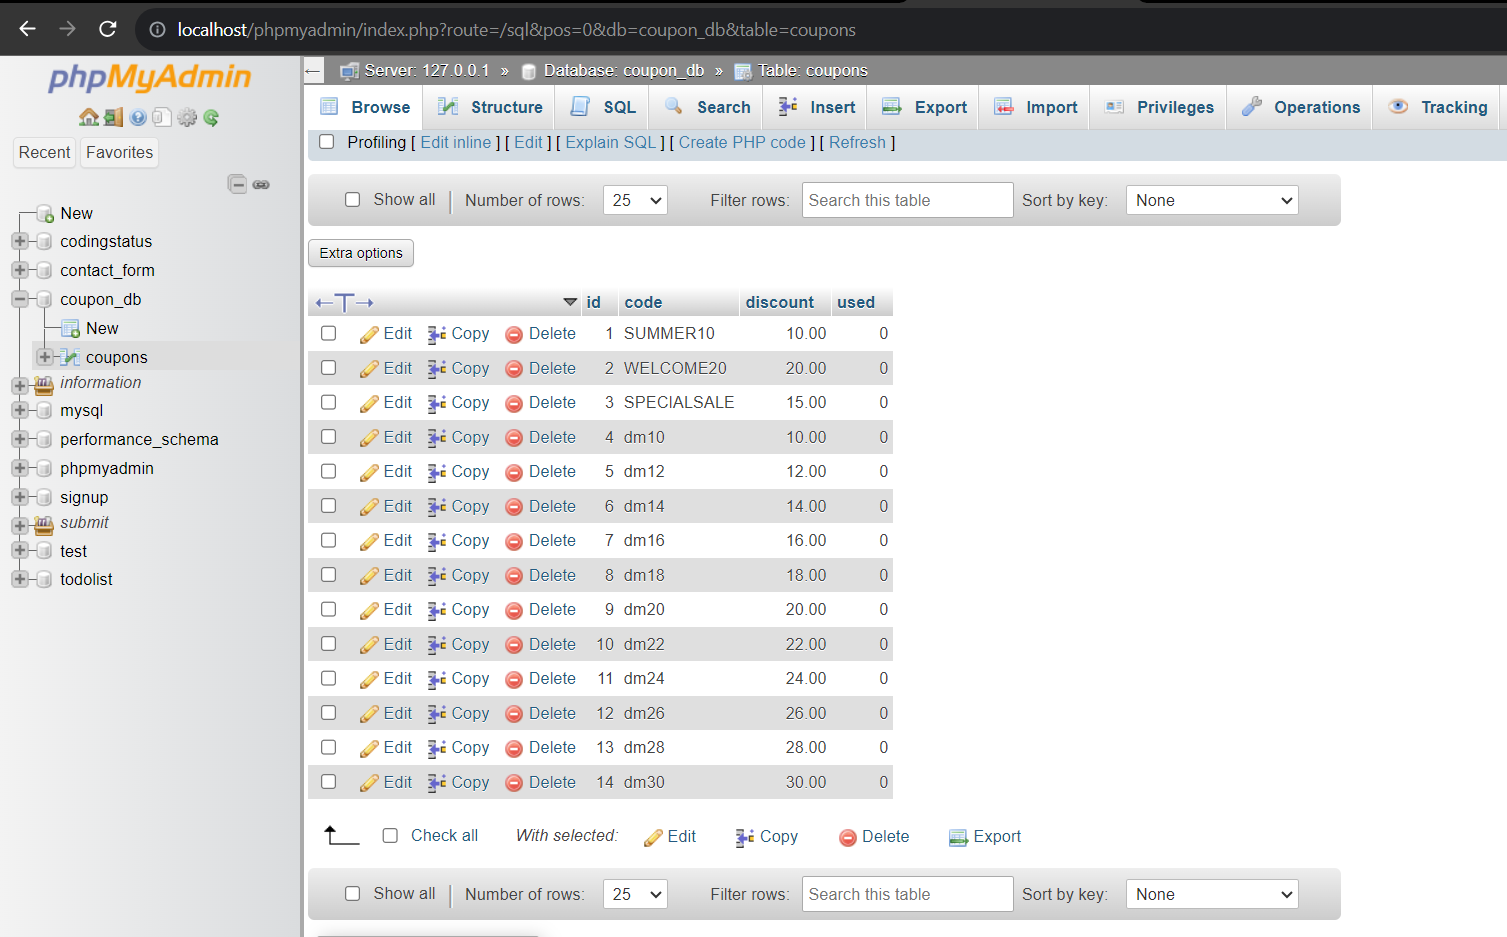 localhost/phpmyadmin/index.php?route=/sql&pos=0&db=coupon_db&table=coupons
phpMyAdmin
Recent Favorites
New
codingstatus
contact_form
coupon_db
New
coupons
information
mysql
performance_schema
phpmyadmin
signup
submit
test
todolist
Server: 127.0.0.1 » Database: coupon_db » Table: coupons
Browse Structure SQL Search Insert Export Import Privileges Operations Tracking
Profiling [ Edit inline ] [ Edit ] [ Explain SQL ] [ Create PHP code ] [ Refresh ]
Show all Number of rows: 25 Filter rows: Search this table Sort by key: None
Extra options
id code discount used
Edit Copy Delete 1 SUMMER10 10.00 0
Edit Copy Delete 2 WELCOME20 20.00 0
Edit Copy Delete 3 SPECIALSALE 15.00 0
Edit Copy Delete 4 dm10 10.00 0
Edit Copy Delete 5 dm12 12.00 0
Edit Copy Delete 6 dm14 14.00 0
Edit Copy Delete 7 dm16 16.00 0
Edit Copy Delete 8 dm18 18.00 0
Edit Copy Delete 9 dm20 20.00 0
Edit Copy Delete 10 dm22 22.00 0
Edit Copy Delete 11 dm24 24.00 0
Edit Copy Delete 12 dm26 26.00 0
Edit Copy Delete 13 dm28 28.00 0
Edit Copy Delete 14 dm30 30.00 0
Check all With selected: Edit Copy Delete Export
Show all Number of rows: 25 Filter rows: Search this table Sort by key: None